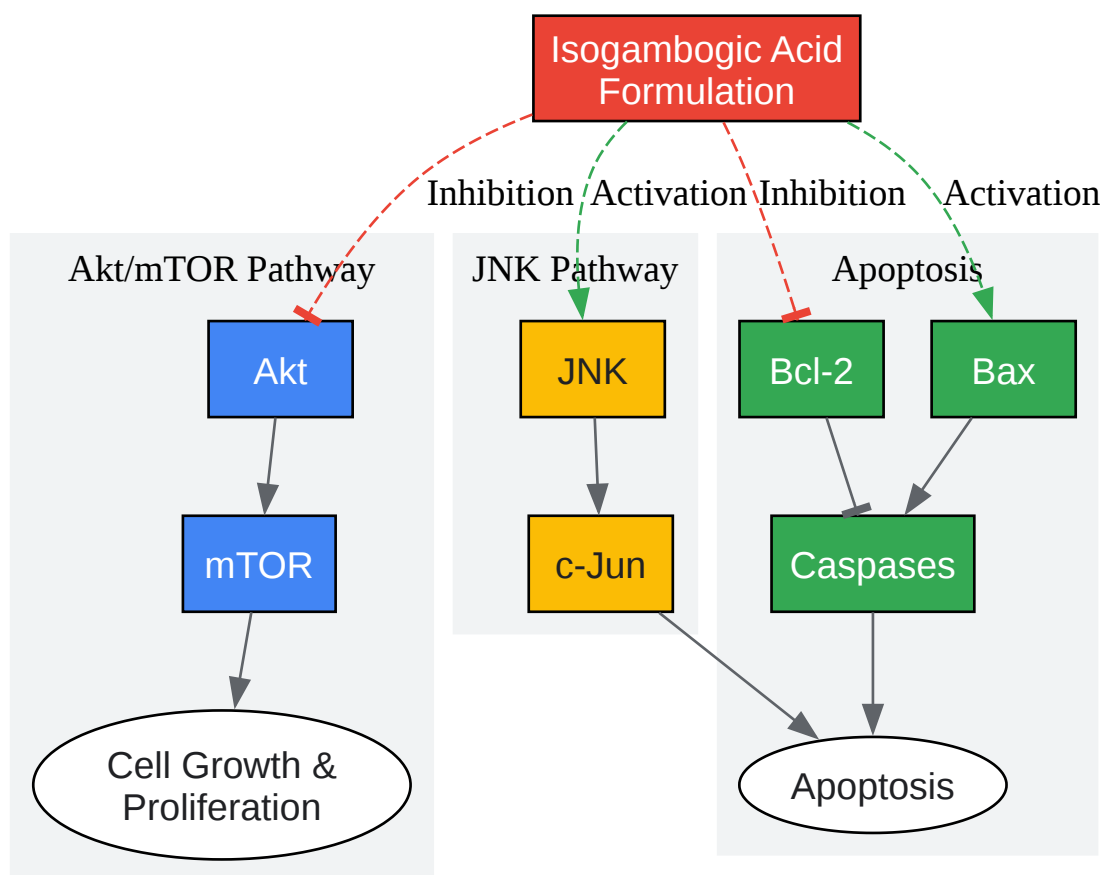 Isogambogic Acid
Formulation
Inhibition
Activation
Inhibition
Activation
Akt/mTOR Pathway
JNK Pathway
Apoptosis
Akt
JNK
Bcl-2
Bax
mTOR
c-Jun
Caspases
Cell Growth &
Proliferation
Apoptosis